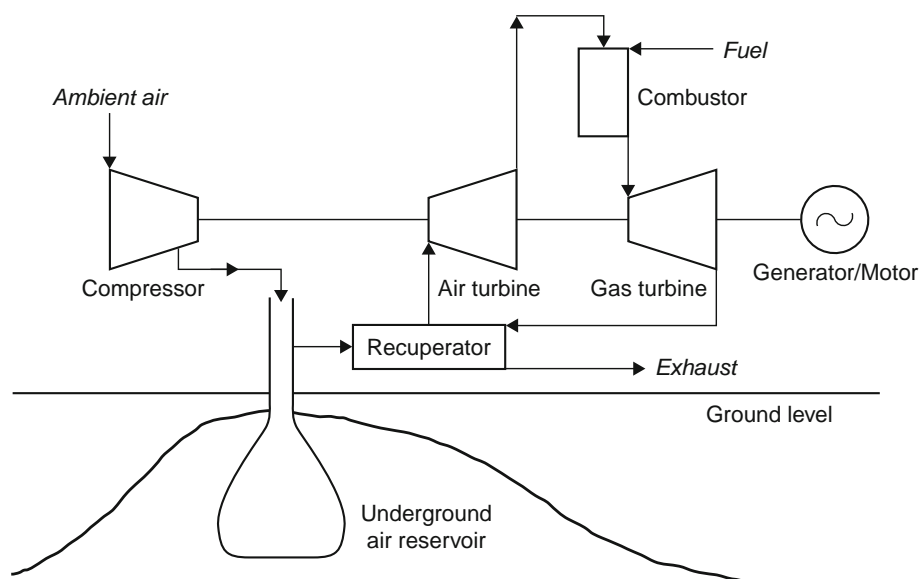 Fuel
Combustor
Ambient air
Compressor
Air turbine
Gas turbine
Generator/Motor
Recuperator
Exhaust
Ground level
Underground
air reservoir